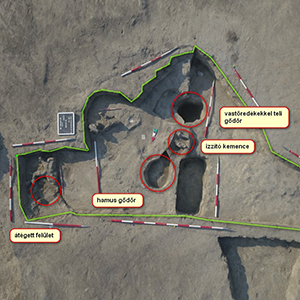 vastöredékekkel teli
gödör
izzító kemence
hamus gödör
átégett felület